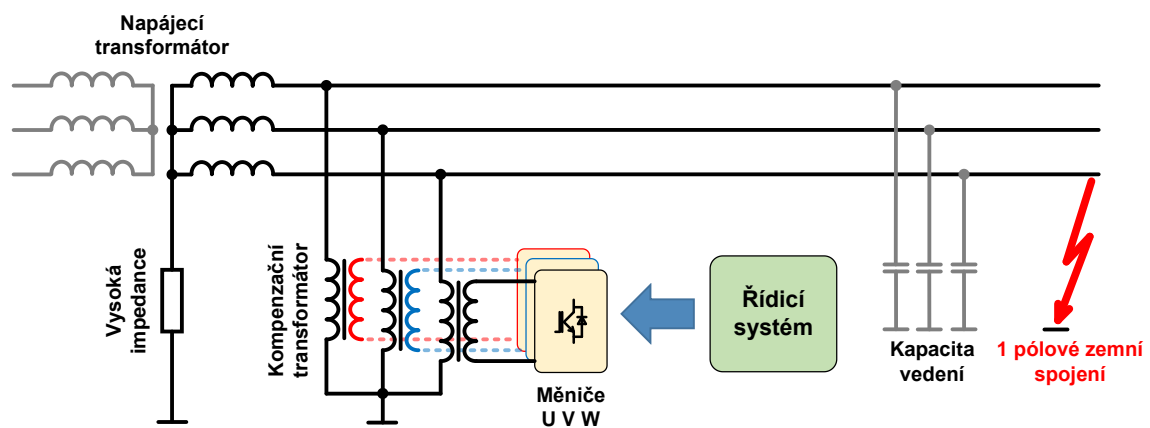 Napájecí
transformátor
Vysoká
impedance
Kompenzační
transformátor
Měniče
U V W
Řídicí
systém
Kapacita
vedení
1 pólové zemní
spojení